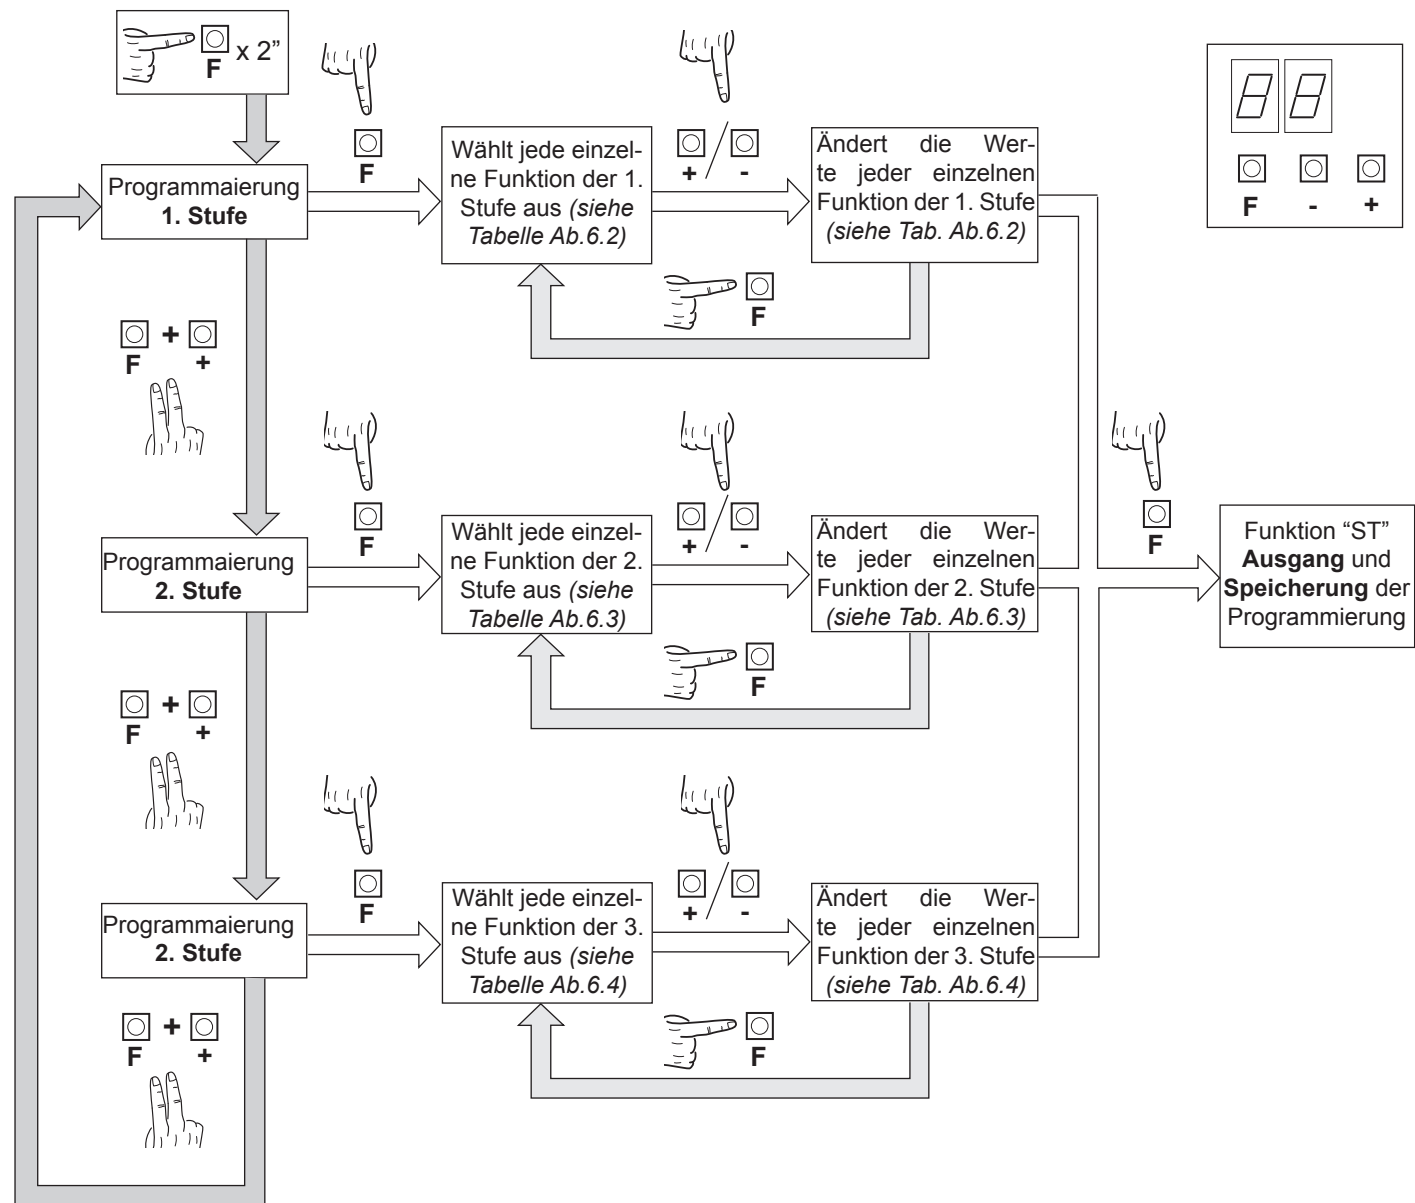 F x 2”
F
+ / -
F - +
Programmaierung
1. Stufe
Wählt jede einzel-
ne Funktion der 1.
Stufe aus (siehe
Tabelle Ab.6.2)
Ändert die Wer-
te jeder einzelnen
Funktion der 1. Stufe
(siehe Tab. Ab.6.2)
F
+
F +
F
+ / -
F
Programmaierung
2. Stufe
Wählt jede einzel-
ne Funktion der 2.
Stufe aus (siehe
Tabelle Ab.6.3)
Ändert die Wer-
te jeder einzelnen
Funktion der 2. Stufe
(siehe Tab. Ab.6.3)
Funktion “ST”
Ausgang und
Speicherung der
Programmierung
F
+
F +
F
+ / -
Programmaierung
2. Stufe
Wählt jede einzel-
ne Funktion der 3.
Stufe aus (siehe
Tabelle Ab.6.4)
Ändert die Wer-
te jeder einzelnen
Funktion der 3. Stufe
(siehe Tab. Ab.6.4)
F
+
F +